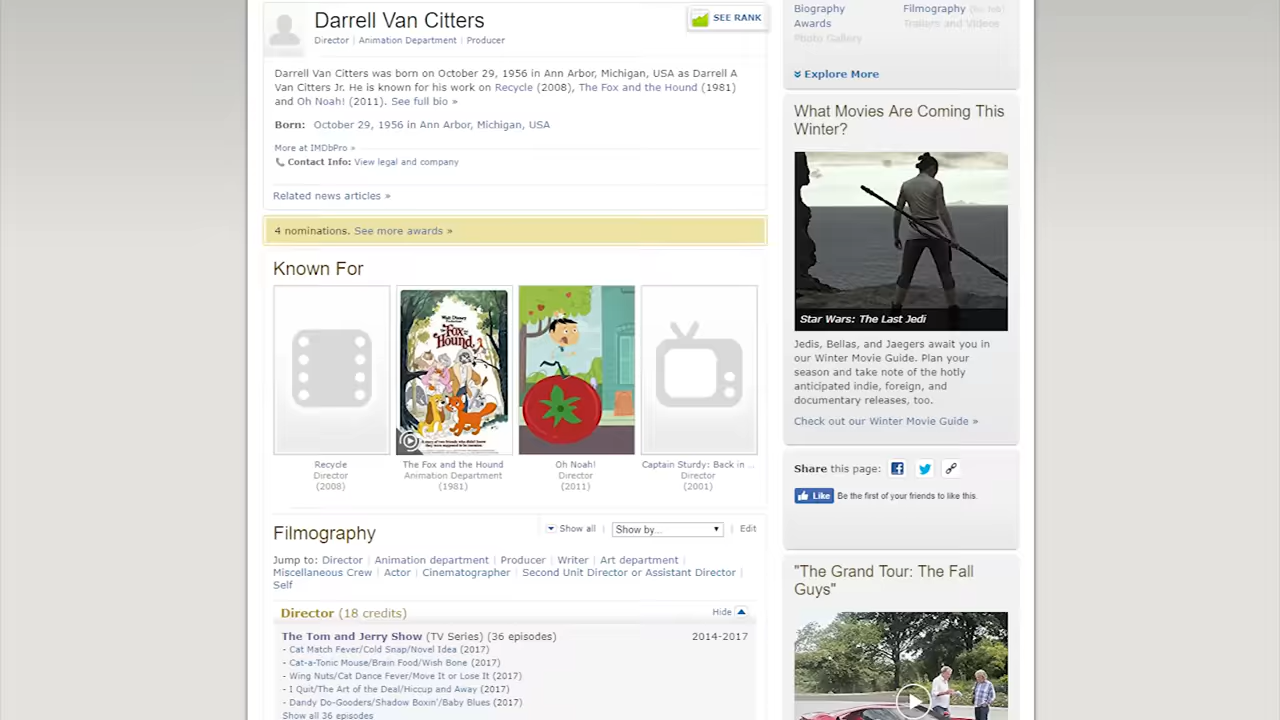 Darrell Van Citters
SEE RANK
Director | Animation Department | Producer
Darrell Van Citters was born on October 29, 1956 in Ann Arbor, Michigan, USA as Darrell A
Van Citters Jr. He is known for his work on Recycle (2008), The Fox and the Hound (1981)
and Oh Noah! (2011). See full bio »
Born: October 29, 1956 in Ann Arbor, Michigan, USA
More at IMDbPro »
Contact Info: View legal and company
Related news articles »
4 nominations. See more awards »
Known For
Walt Disney
The Fox and the Hound
Recycle
Director
(2008)
The Fox and the Hound
Animation Department
(1981)
Oh Noah!
Director
(2011)
Captain Sturdy: Back in ...
Director
(2001)
Filmography
Show all | Show by... | Edit
Jump to: Director | Animation department | Producer | Writer | Art department |
Miscellaneous Crew | Actor | Cinematographer | Second Unit Director or Assistant Director |
Self
Director (18 credits)
Hide
The Tom and Jerry Show (TV Series) (36 episodes)
2014-2017
- Cat Match Fever/Cold Snap/Novel Idea (2017)
- Cat-a-Tonic Mouse/Brain Food/Wish Bone (2017)
- Wing Nuts/Cat Dance Fever/Move It or Lose It (2017)
- I Quit/The Art of the Deal/Hiccup and Away (2017)
- Dandy Do-Gooders/Shadow Boxin'/Baby Blues (2017)
Show all 36 episodes
Biography
Filmography
Awards
Trailers and Videos
Photo Gallery
Explore More
What Movies Are Coming This
Winter?
Star Wars: The Last Jedi
Jedis, Bellas, and Jaegers await you in
our Winter Movie Guide. Plan your
season and take note of the hotly
anticipated indie, foreign, and
documentary releases, too.
Check out our Winter Movie Guide »
Share this page:
Like
Be the first of your friends to like this.
"The Grand Tour: The Fall
Guys"